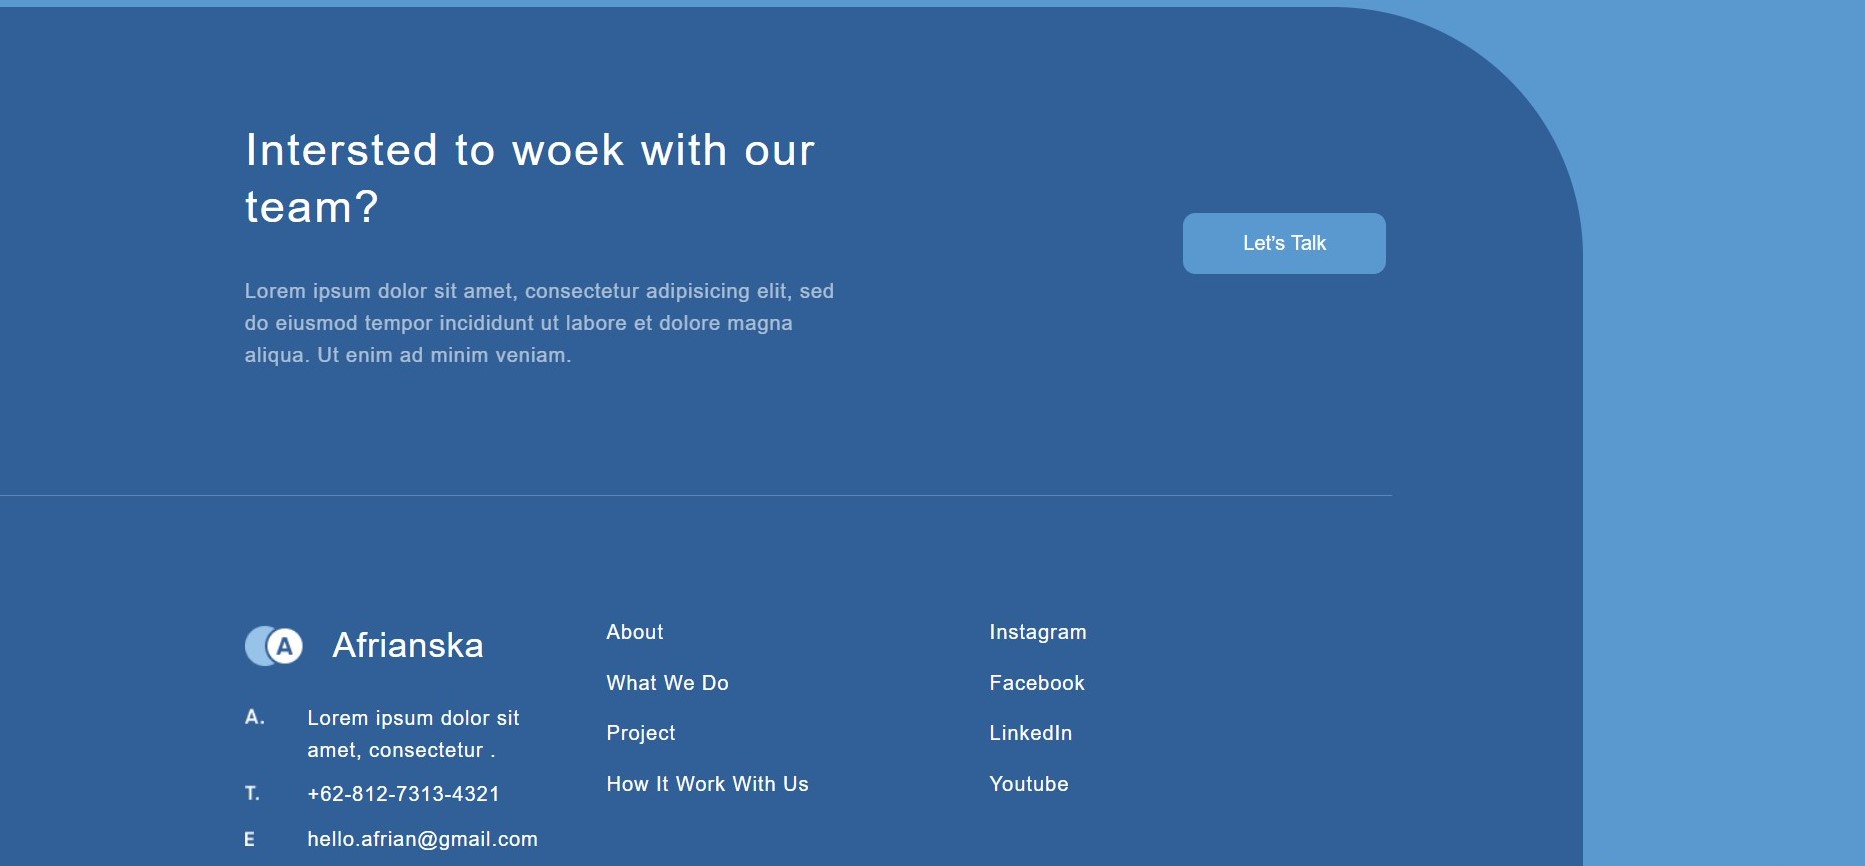 Intersted to woek with our
team?
Let's Talk
Lorem ipsum dolor sit amet, consectetur adipisicing elit, sed
do eiusmod tempor incididunt ut labore et dolore magna
aliqua. Ut enim ad minim veniam.
A Afrianska
A. Lorem ipsum dolor sit
amet, consectetur .
T. +62-812-7313-4321
E hello.afrian@gmail.com
About
What We Do
Project
How It Work With Us
Instagram
Facebook
LinkedIn
Youtube